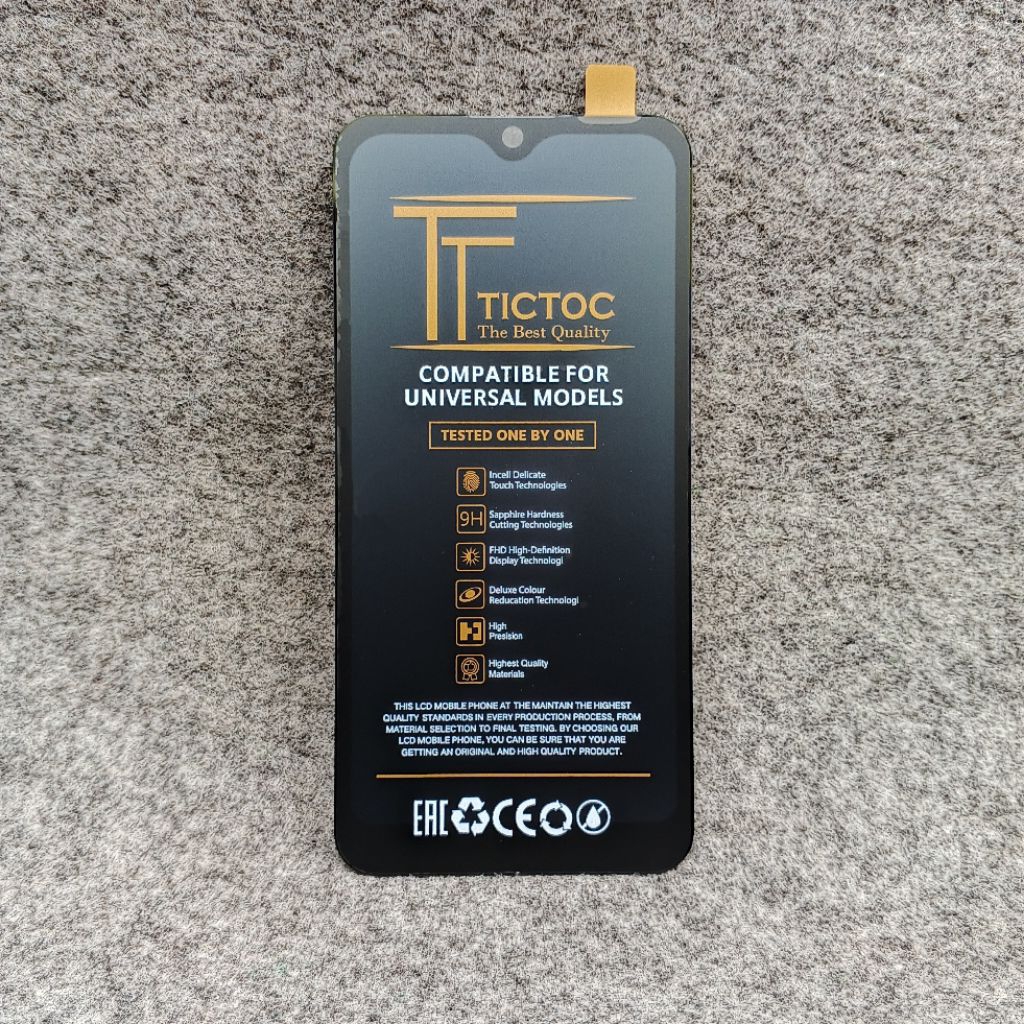 TT
TICTOC
The Best Quality
COMPATIBLE FOR
UNIVERSAL MODELS
TESTED ONE BY ONE
Incell Delicate
Touch Technologies
9H
Sapphire Hardness
Cutting Technologies
FHD High-Definition
Display Technologi
Deluxe Colour
Reducation Technologi
High
Presision
Highest Quality
Materials
THIS LCD MOBILE PHONE AT THE MAINTAIN THE HIGHEST
QUALITY STANDARDS IN EVERY PRODUCTION PROCESS, FROM
MATERIAL SELECTION TO FINAL TESTING. BY CHOOSING OUR
LCD MOBILE PHONE, YOU CAN BE SURE THAT YOU ARE
GETTING AN ORIGINAL AND HIGH QUALITY PRODUCT.
EAC CE